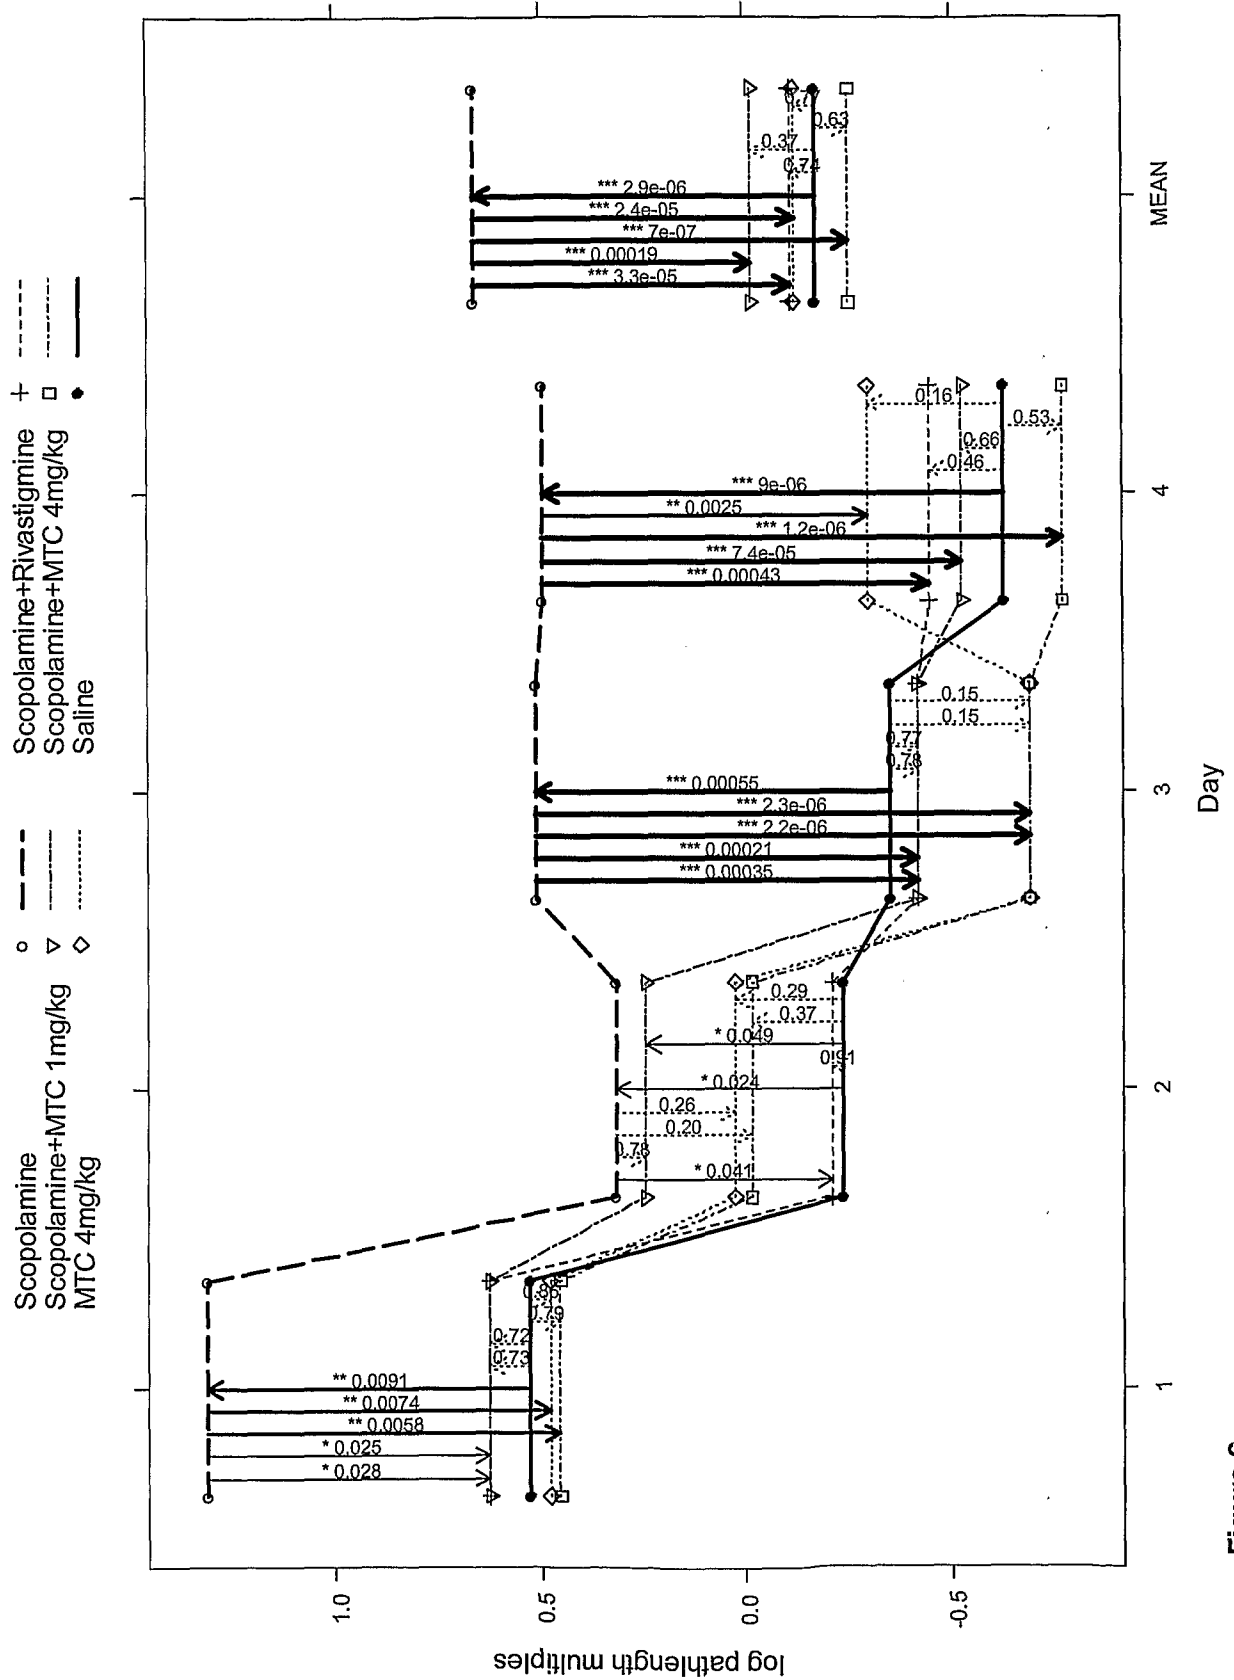 Scopolamine
Scopolamine+Rivastigmine
Scopolamine+MTC 1mg/kg
Scopolamine+MTC 4mg/kg
MTC 4mg/kg
Saline
0.77
0.63
0.37
0.74
*** 2.9e-06
*** 2.4e-05
*** 7e-07
*** 0.00019
*** 3.3e-05
0.16
0.53
0.66
0.46
*** 9e-06
** 0.0025
*** 1.2e-06
*** 7.4e-05
*** 0.00043
0.15
0.15
0.77
0.78
*** 0.00055
*** 2.3e-06
*** 2.2e-06
*** 0.00021
*** 0.00035
0.29
0.37
* 0.049
0.91
* 0.024
0.26
0.20
0.78
* 0.041
0.86
0.79
0.72
0.73
** 0.0091
** 0.0074
** 0.0058
* 0.025
* 0.028
1.0
0.5
0.0
-0.5
log pathlength multiples
1
2
3
4
MEAN
Day